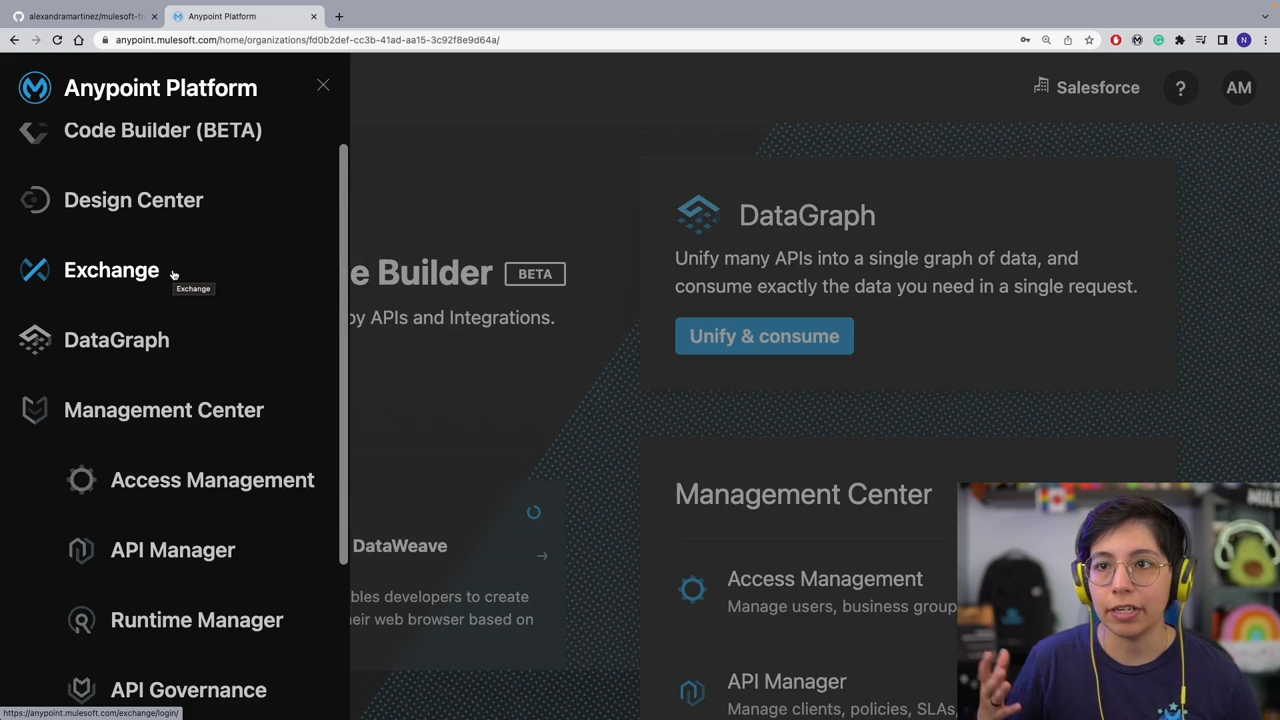 alexandramartinez/mulesoft-fr
Anypoint Platform
anypoint.mulesoft.com/home/organizations/fd0b2def-cc3b-41ad-aa15-3c92f8e9d64a/
N
Anypoint Platform
Salesforce
?
AM
Code Builder (BETA)
Design Center
Exchange
Exchange
DataGraph
Management Center
Access Management
API Manager
Runtime Manager
API Governance
https://anypoint.mulesoft.com/exchange/login/
e Builder
BETA
by APIs and Integrations.
DataWeave
bles developers to create
heir web browser based on
DataGraph
Unify many APIs into a single graph of data, and
consume exactly the data you need in a single request.
Unify & consume
Management Center
Access Management
Manage users, business group
API Manager
Manage clients, policies, SLAs,